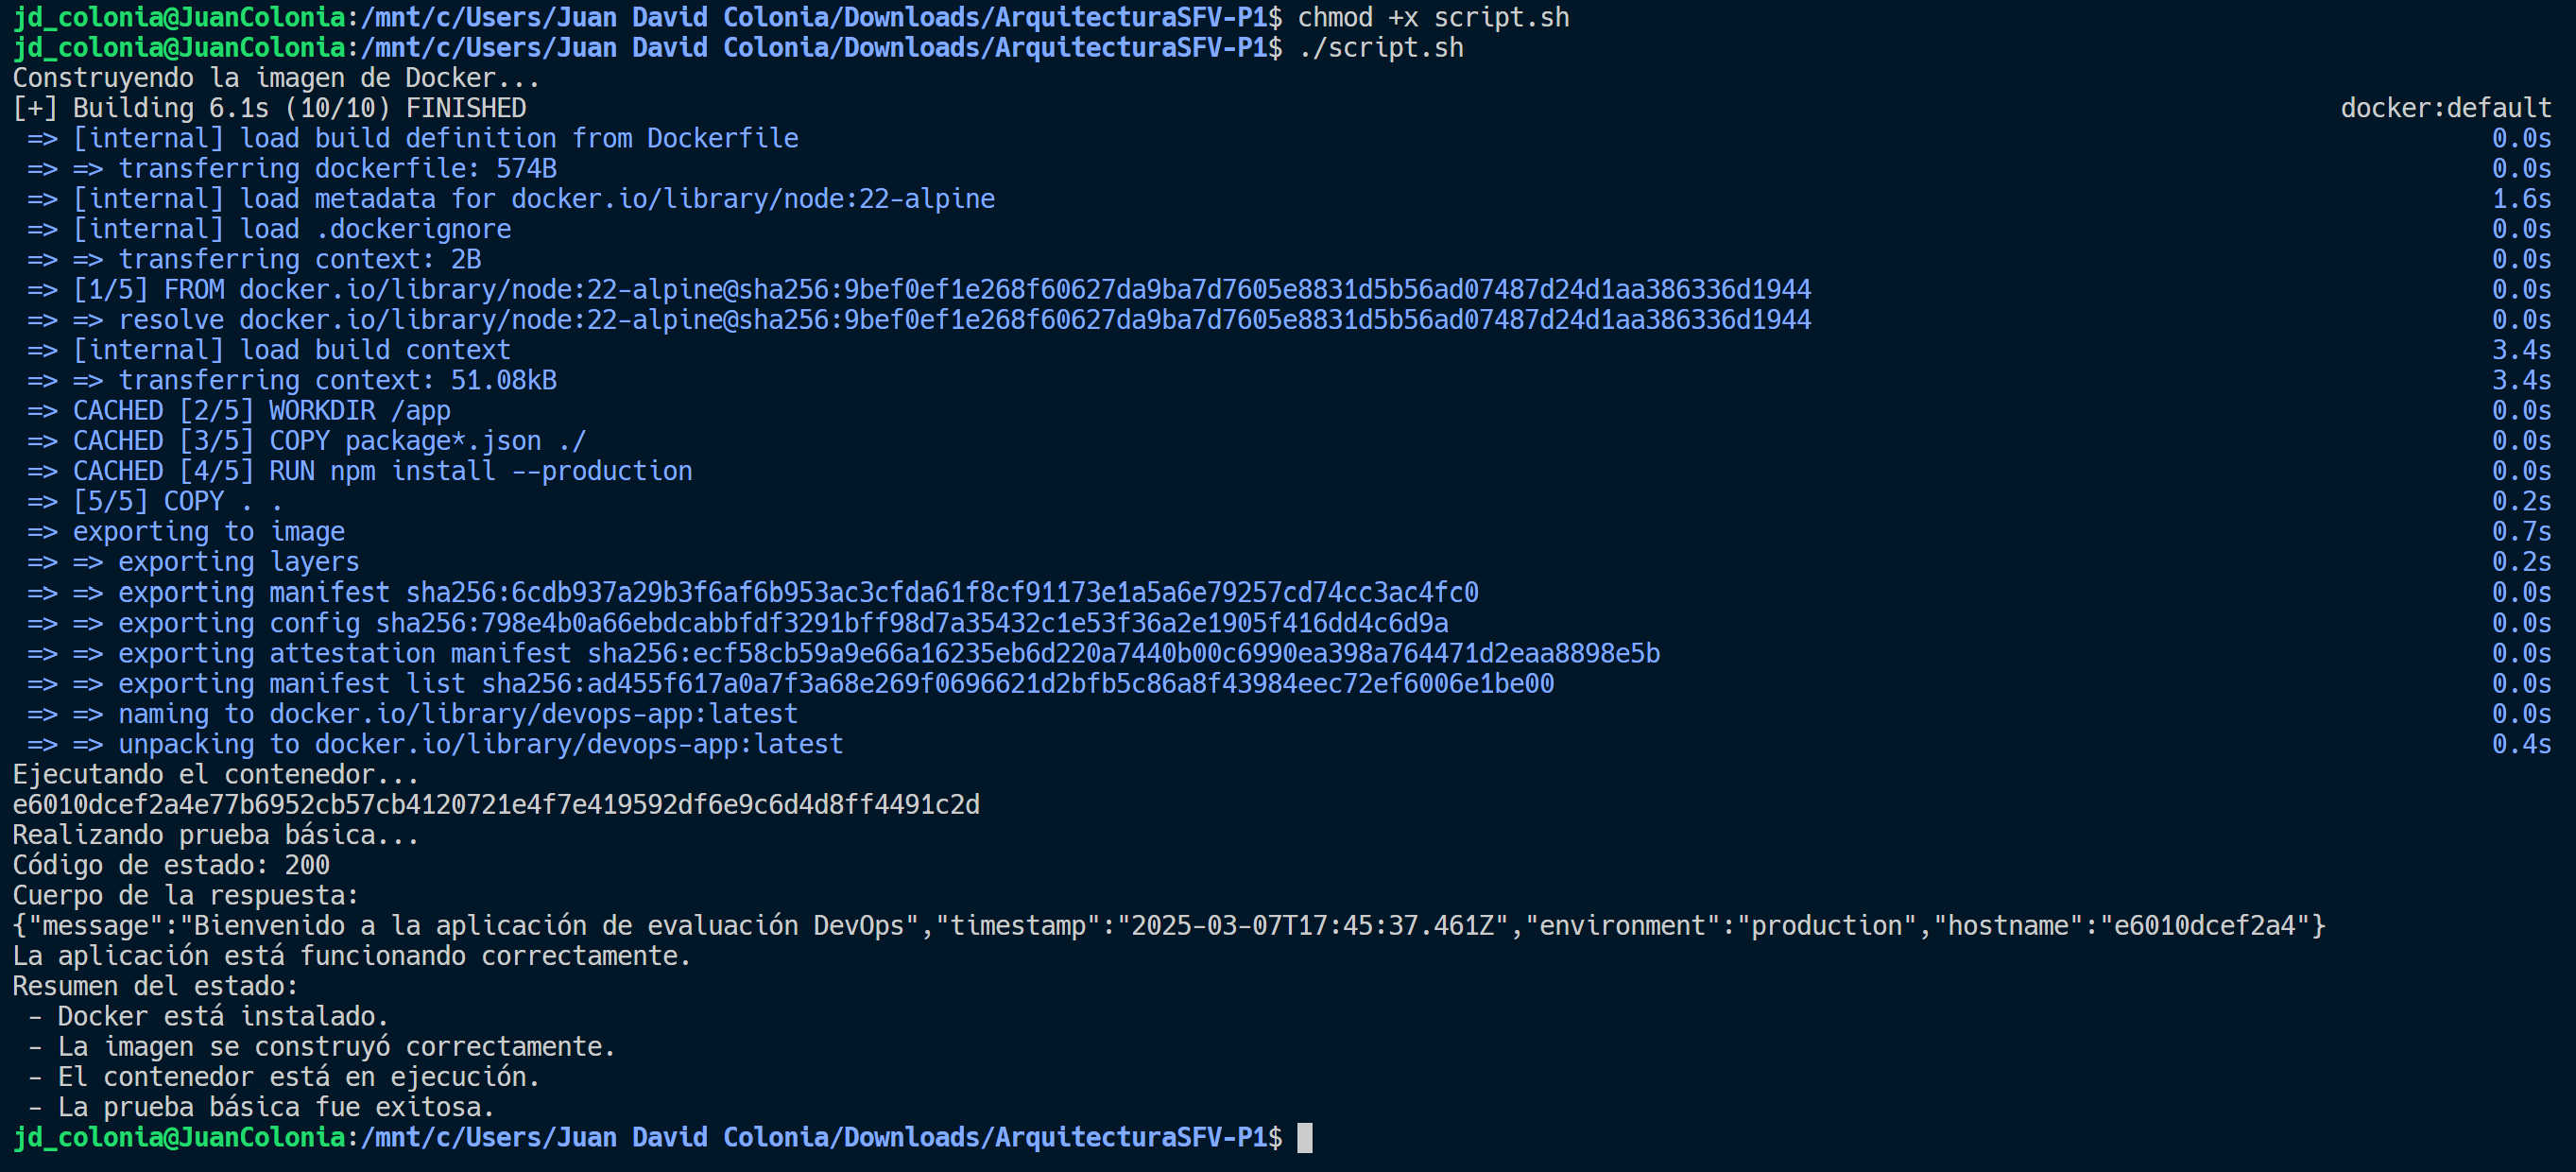 jd_colonia@JuanColonia:/mnt/c/Users/Juan David Colonia/Downloads/ArquitecturaSFV-P1$ chmod +x script.sh
jd_colonia@JuanColonia:/mnt/c/Users/Juan David Colonia/Downloads/ArquitecturaSFV-P1$ ./script.sh
Construyendo la imagen de Docker...
[+] Building 6.1s (10/10) FINISHED docker:default
=> [internal] load build definition from Dockerfile 0.0s
=> => transferring dockerfile: 574B 0.0s
=> [internal] load metadata for docker.io/library/node:22-alpine 1.6s
=> [internal] load .dockerignore 0.0s
=> => transferring context: 2B 0.0s
=> [1/5] FROM docker.io/library/node:22-alpine@sha256:9bef0ef1e268f60627da9ba7d7605e8831d5b56ad07487d24d1aa386336d1944 0.0s
=> => resolve docker.io/library/node:22-alpine@sha256:9bef0ef1e268f60627da9ba7d7605e8831d5b56ad07487d24d1aa386336d1944 0.0s
=> [internal] load build context 3.4s
=> => transferring context: 51.08kB 3.4s
=> CACHED [2/5] WORKDIR /app 0.0s
=> CACHED [3/5] COPY package*.json ./ 0.0s
=> CACHED [4/5] RUN npm install --production 0.0s
=> [5/5] COPY . . 0.2s
=> exporting to image 0.7s
=> => exporting layers 0.2s
=> => exporting manifest sha256:6cdb937a29b3f6af6b953ac3cfda61f8cf91173e1a5a6e79257cd74cc3ac4fc0 0.0s
=> => exporting config sha256:798e4b0a66ebdcabbfdf3291bff98d7a35432c1e53f36a2e1905f416dd4c6d9a 0.0s
=> => exporting attestation manifest sha256:ecf58cb59a9e66a16235eb6d220a7440b00c6990ea398a764471d2eaa8898e5b 0.0s
=> => exporting manifest list sha256:ad455f617a0a7f3a68e269f0696621d2bfb5c86a8f43984eec72ef6006e1be00 0.0s
=> => naming to docker.io/library/devops-app:latest 0.0s
=> => unpacking to docker.io/library/devops-app:latest 0.4s
Ejecutando el contenedor...
e6010dcef2a4e77b6952cb57cb4120721e4f7e419592df6e9c6d4d8ff4491c2d
Realizando prueba básica...
Código de estado: 200
Cuerpo de la respuesta:
{"message":"Bienvenido a la aplicación de evaluación DevOps","timestamp":"2025-03-07T17:45:37.461Z","environment":"production","hostname":"e6010dcef2a4"}
La aplicación está funcionando correctamente.
Resumen del estado:
- Docker está instalado.
- La imagen se construyó correctamente.
- El contenedor está en ejecución.
- La prueba básica fue exitosa.
jd_colonia@JuanColonia:/mnt/c/Users/Juan David Colonia/Downloads/ArquitecturaSFV-P1$